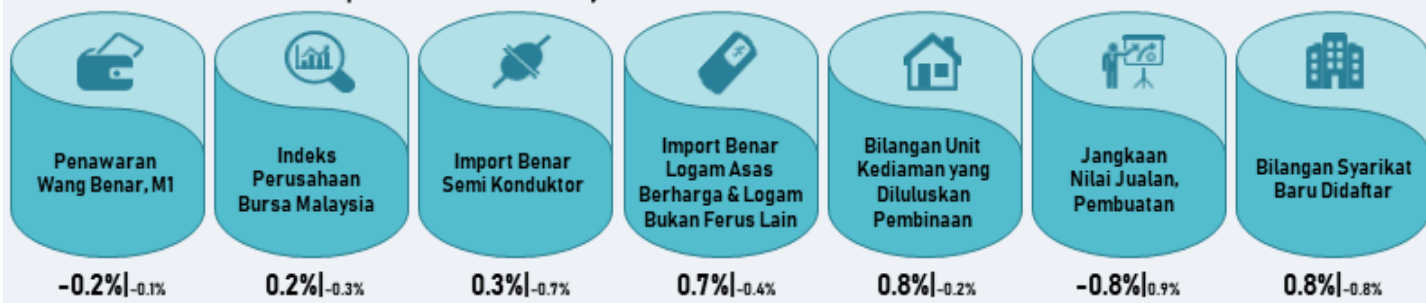 Penawaran
Wang Benar, M1
Indeks
Perusahaan
Bursa Malaysia
Import Benar
Semi Konduktor
Import Benar
Logam Asas
Berharga & Logam
Bukan Ferus Lain
Bilangan Unit
Kediaman yang
Diluluskan
Pembinaan
Jangkaan
Nilai Jualan,
Pembuatan
Bilangan Syarikat
Baru Didaftar
-0.2%|-0.1%
0.2%|-0.3%
0.3%|-0.7%
0.7%|-0.4%
0.8%|-0.2%
-0.8%|0.9%
0.8%|-0.8%